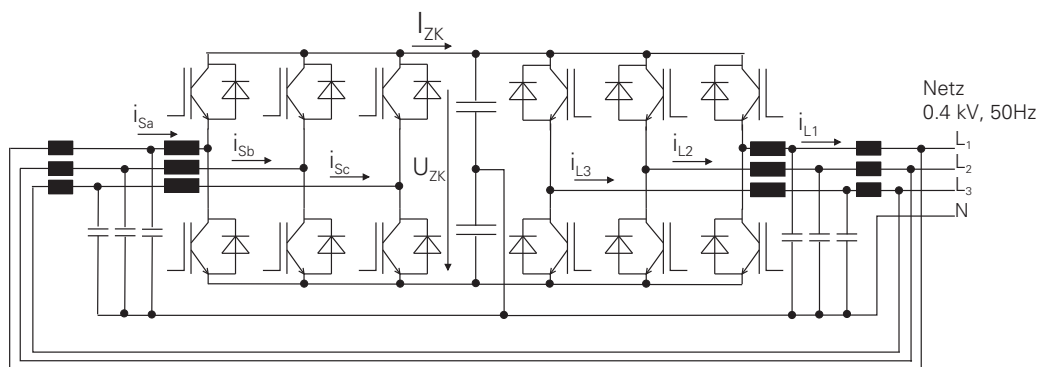 I_ZK
Netz
0.4 kV, 50Hz
i_Sa
i_Sb
i_Sc
U_ZK
i_L3
i_L2
i_L1
L_1
L_2
L_3
N